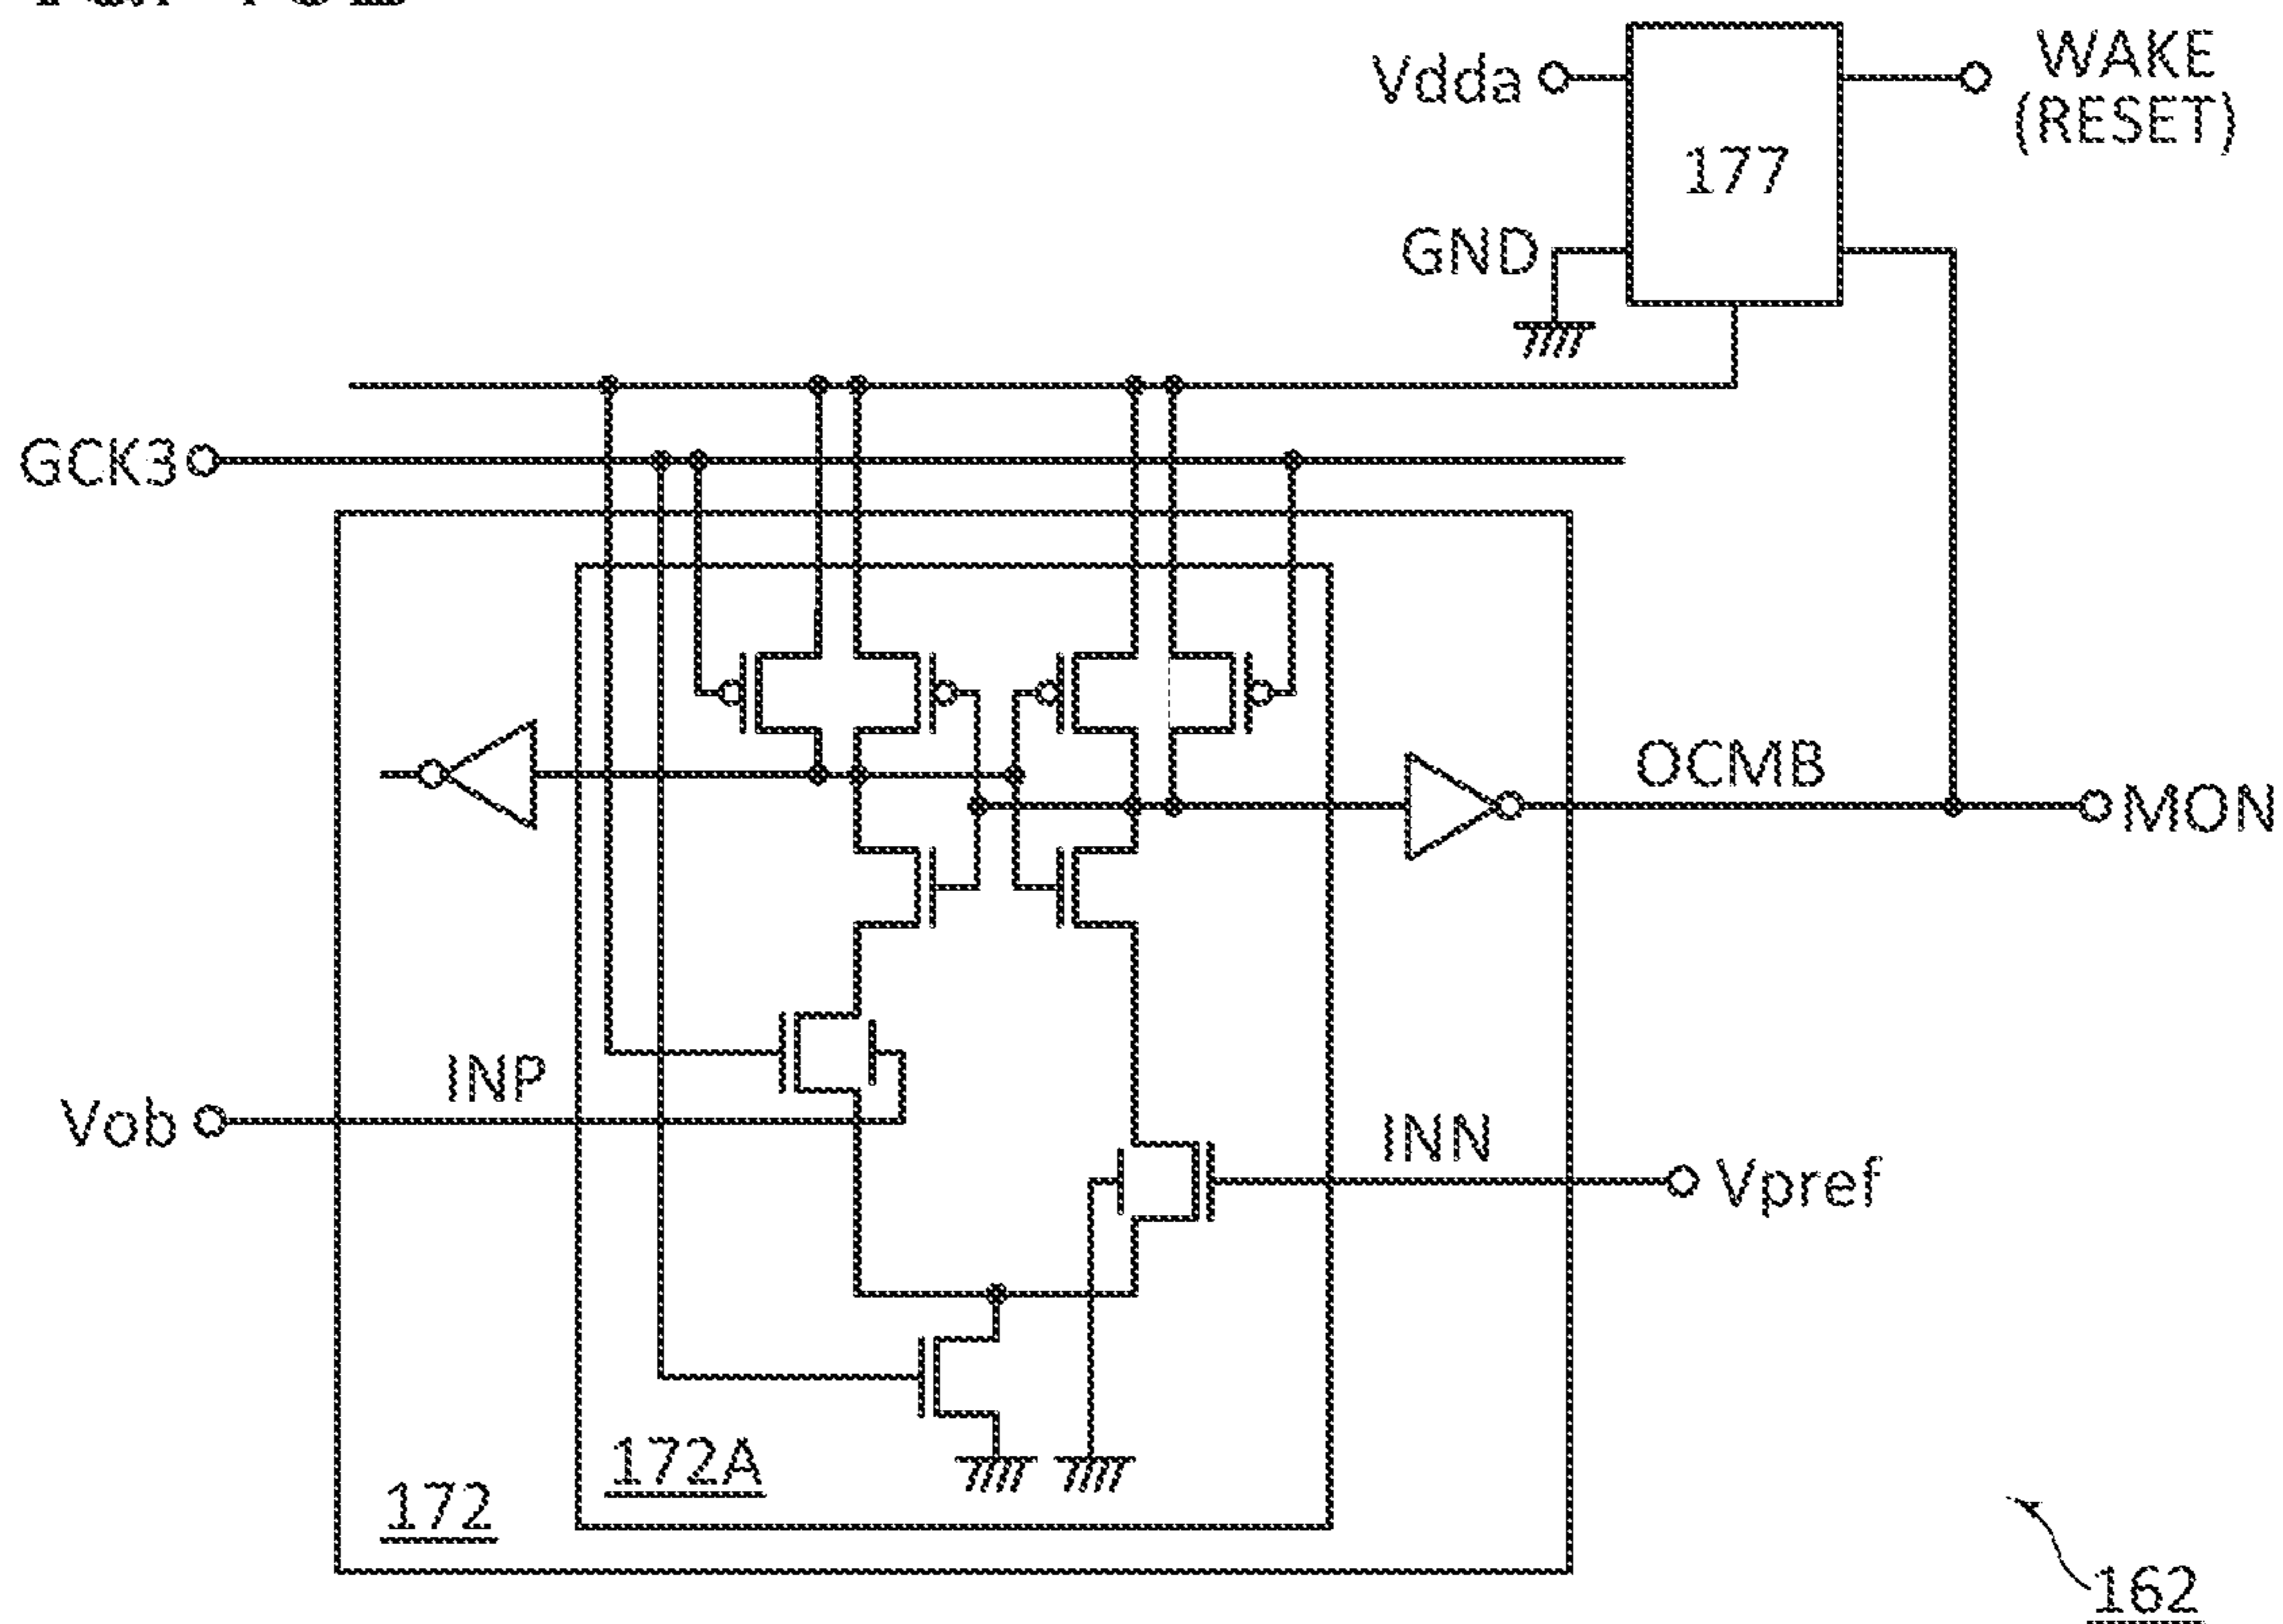 Vdda
WAKE
(RESET)
177
GND
GCK3
OCMB
MON
INP
Vob
INN
Vpref
172A
172
162